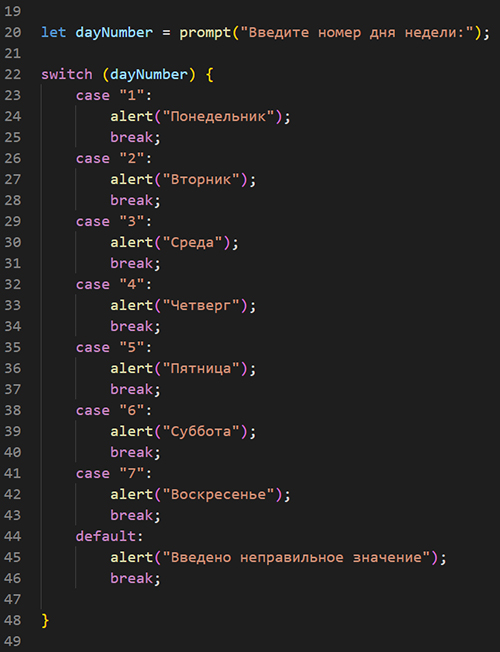 19
20 let dayNumber = prompt("Введите номер дня недели:");
21
22 switch (dayNumber) {
23     case "1":
24         alert("Понедельник");
25         break;
26     case "2":
27         alert("Вторник");
28         break;
29     case "3":
30         alert("Среда");
31         break;
32     case "4":
33         alert("Четверг");
34         break;
35     case "5":
36         alert("Пятница");
37         break;
38     case "6":
39         alert("Суббота");
40         break;
41     case "7":
42         alert("Воскресенье");
43         break;
44     default:
45         alert("Введено неправильное значение");
46         break;
47
48 }
49